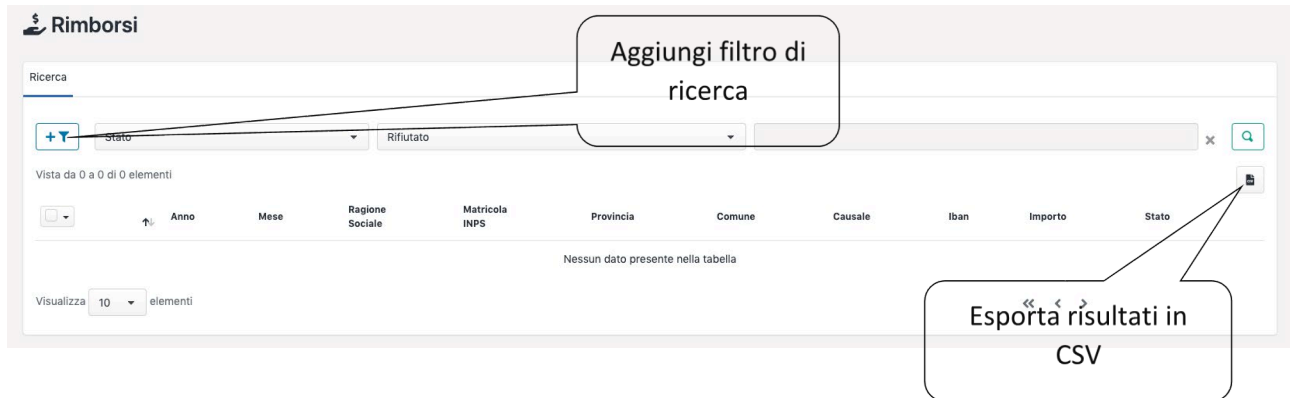 Rimborsi
Aggiungi filtro di
ricerca
Ricerca
Stato
Rifiutato
Vista da 0 a 0 di 0 elementi
Anno Mese Ragione Sociale Matricola INPS Provincia Comune Causale Iban Importo Stato
Nessun dato presente nella tabella
Visualizza 10 elementi
Esporta risultati in
CSV